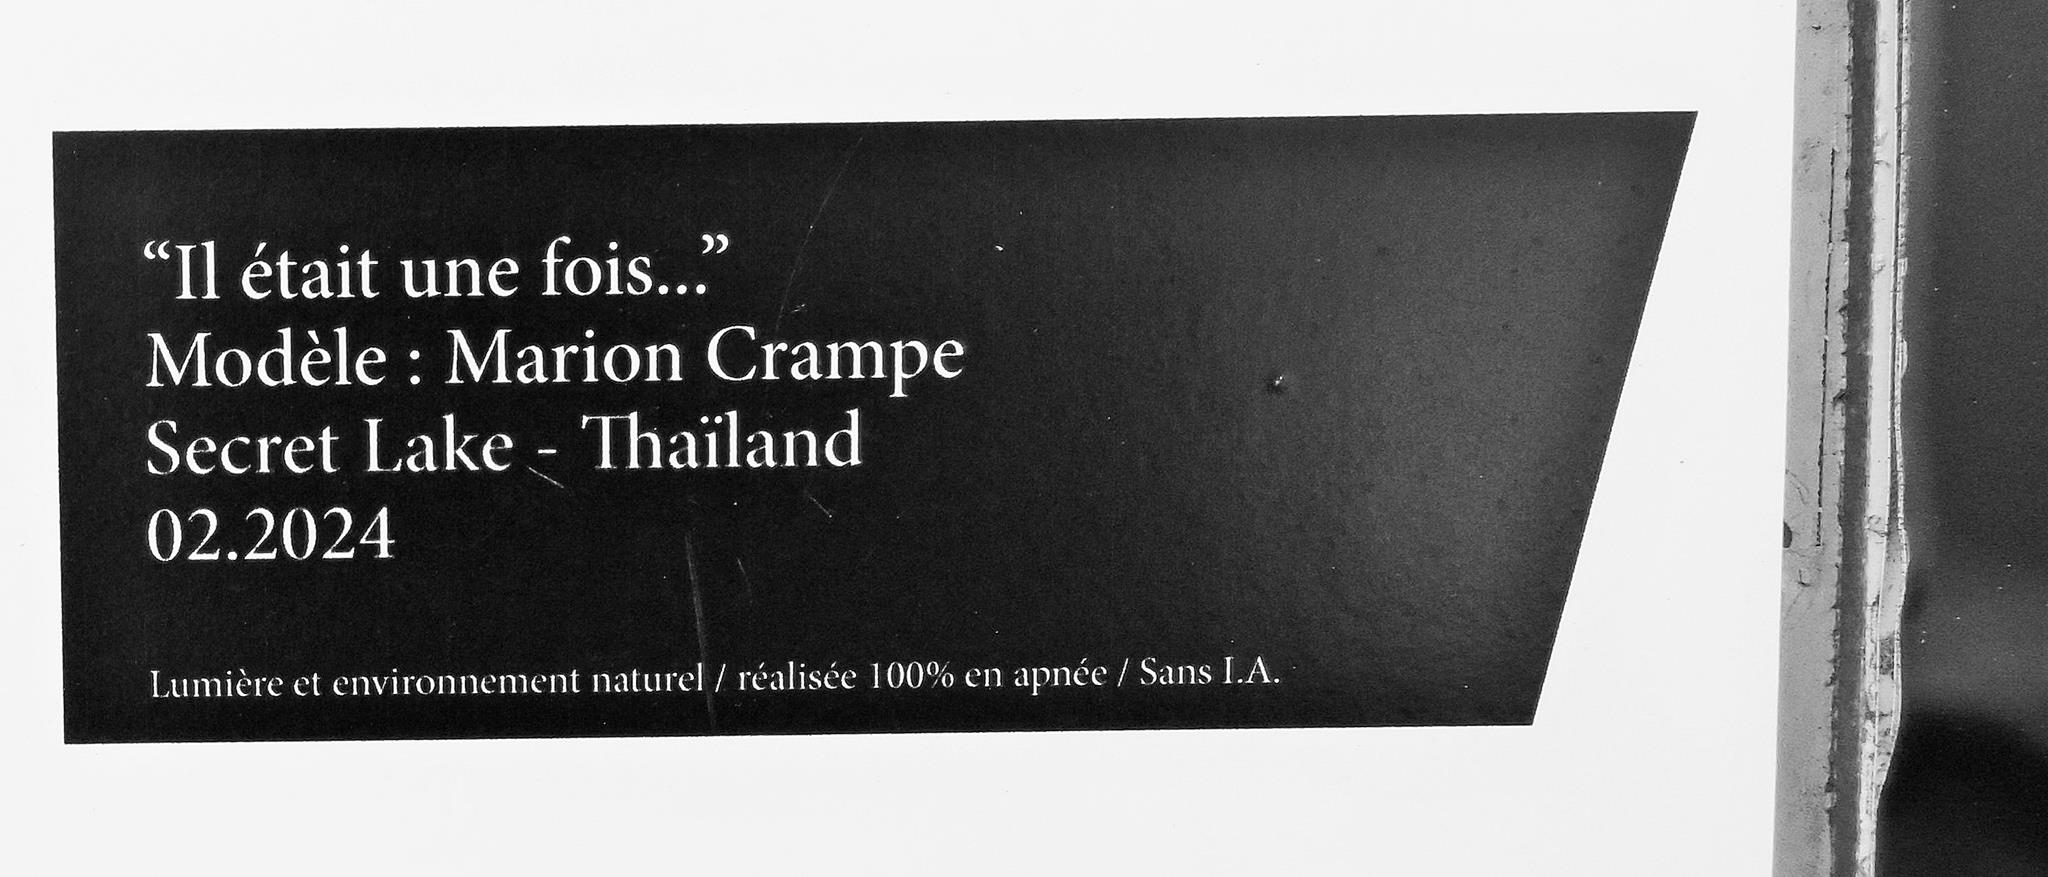 “Il était une fois...”
Modèle : Marion Crampe
Secret Lake - Thaïland
02.2024
Lumière et environnement naturel / réalisée 100% en apnée / Sans I.A.